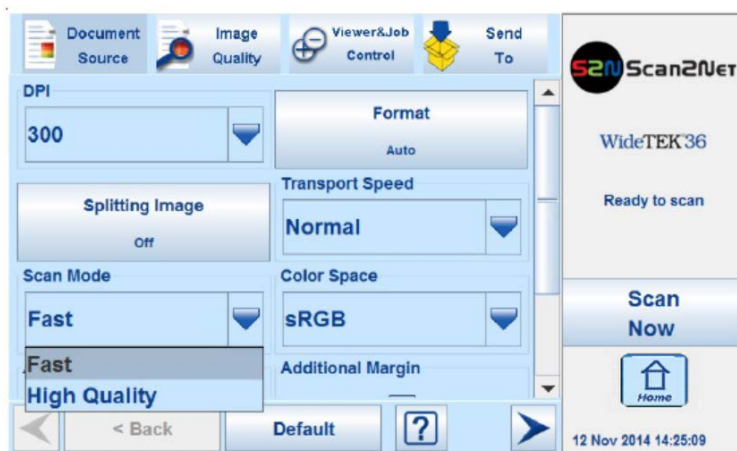 Document
Source
Image
Quality
Viewer&Job
Control
Send
To
DPI
300
Format
Auto
Splitting Image
Off
Transport Speed
Normal
Scan Mode
Fast
Color Space
sRGB
Fast
High Quality
Additional Margin
< Back
Default
?
S2N Scan2Net
WideTEK 36
Ready to scan
Scan
Now
Home
12 Nov 2014 14:25:09